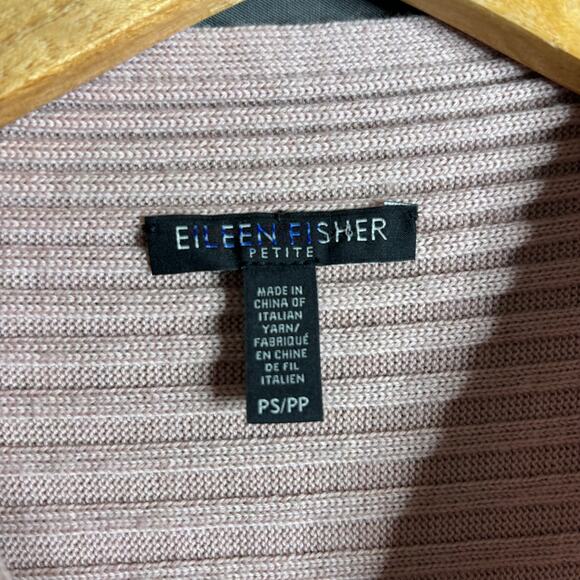 EILEEN FISHER
PETITE
MADE IN
CHINA OF
ITALIAN
YARN/
FABRIQUÉ
EN CHINE
DE FIL
ITALIEN
PS/PP